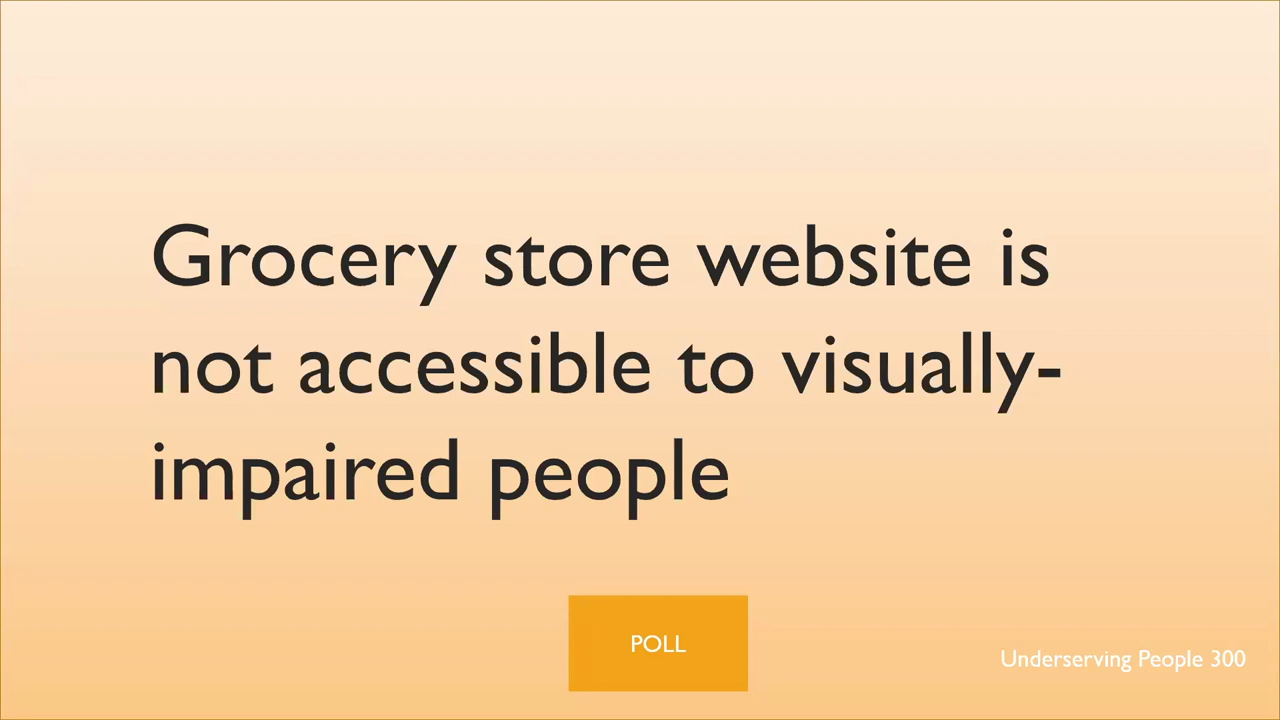 Grocery store website is
not accessible to visually-
impaired people
POLL
Underserving People 300